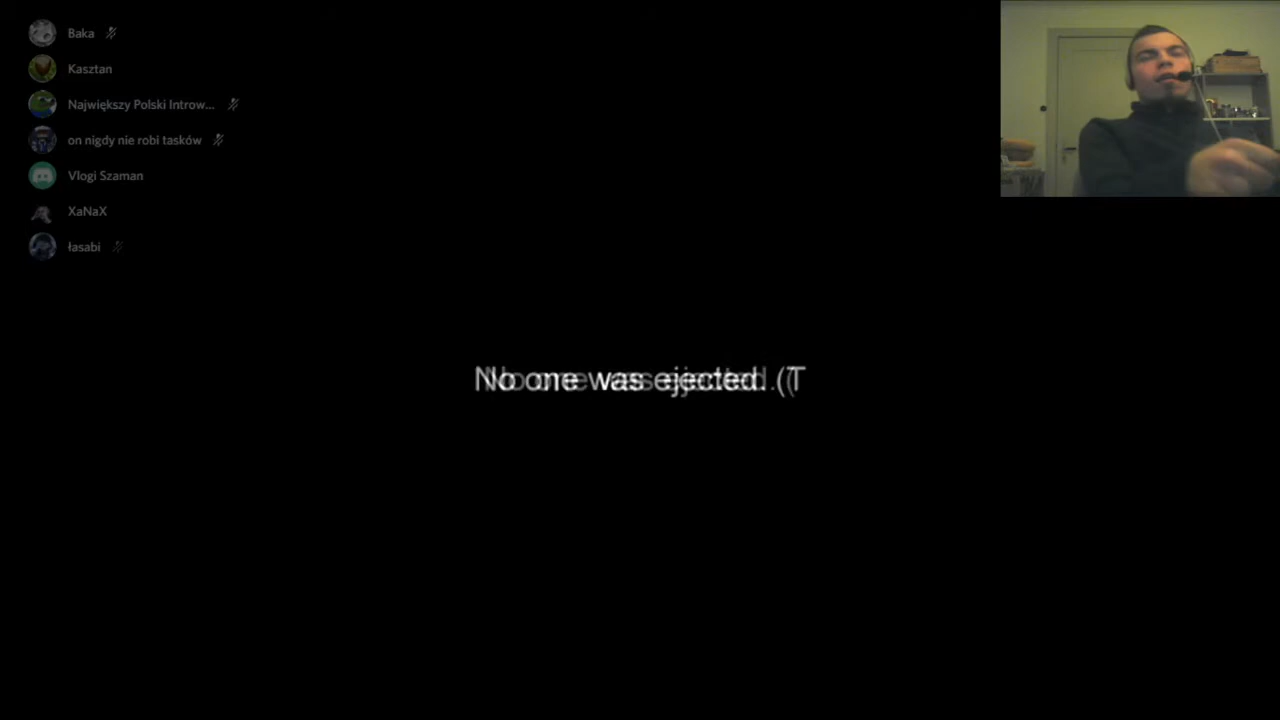 Baka
Kasztan
Największy Polski Introw...
on nigdy nie robi tasków
Vlogi Szaman
XaNaX
łasabi
No one was ejected. (T